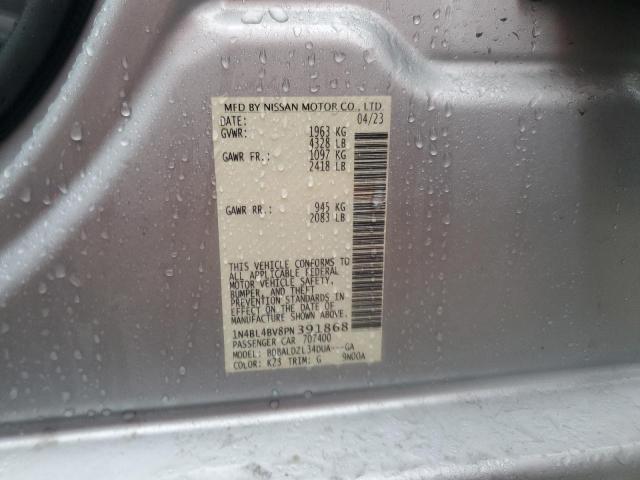 MFD BY NISSAN MOTOR CO., LTD
DATE: 04/23
GVWR: 1963 KG
4328 LB
GAWR FR.: 1097 KG
2418 LB
GAWR RR.: 945 KG
2083 LB
THIS VEHICLE CONFORMS TO
ALL APPLICABLE FEDERAL
MOTOR VEHICLE SAFETY,
BUMPER, AND THEFT
PREVENTION STANDARDS
IN EFFECT ON THE DATE OF
MANUFACTURE SHOWN ABOVE.
1N4BL4BV8PN391868
PASSENGER CAR 707400
MODEL: BDBALDZL34DUA---GA
COLOR: K23 TRIM: G 9N00A